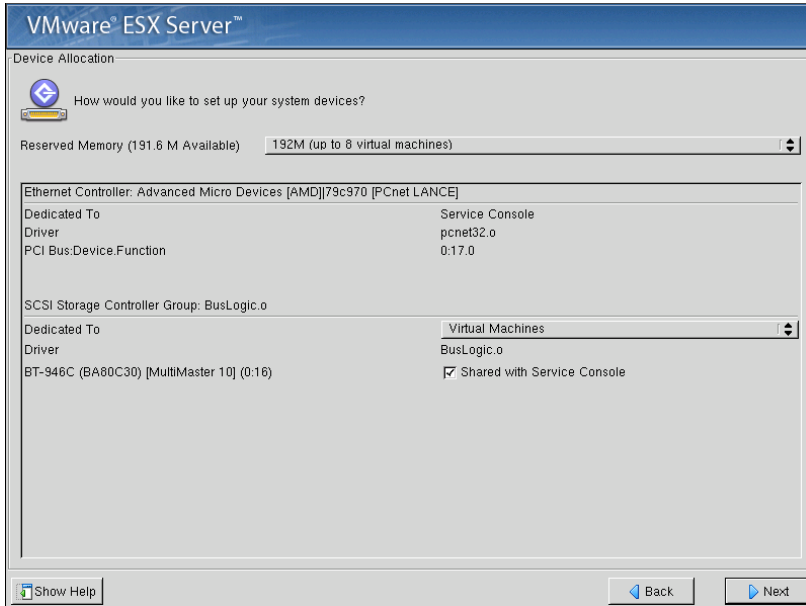 VMware® ESX Server™
Device Allocation
How would you like to set up your system devices?
Reserved Memory (191.6 M Available) 192M (up to 8 virtual machines)
Ethernet Controller: Advanced Micro Devices [AMD]|79c970 [PCnet LANCE]
Dedicated To Service Console
Driver pcnet32.o
PCI Bus:Device.Function 0:17.0
SCSI Storage Controller Group: BusLogic.o
Dedicated To Virtual Machines
Driver BusLogic.o
BT-946C (BA80C30) [MultiMaster 10] (0:16) Shared with Service Console
Show Help Back Next